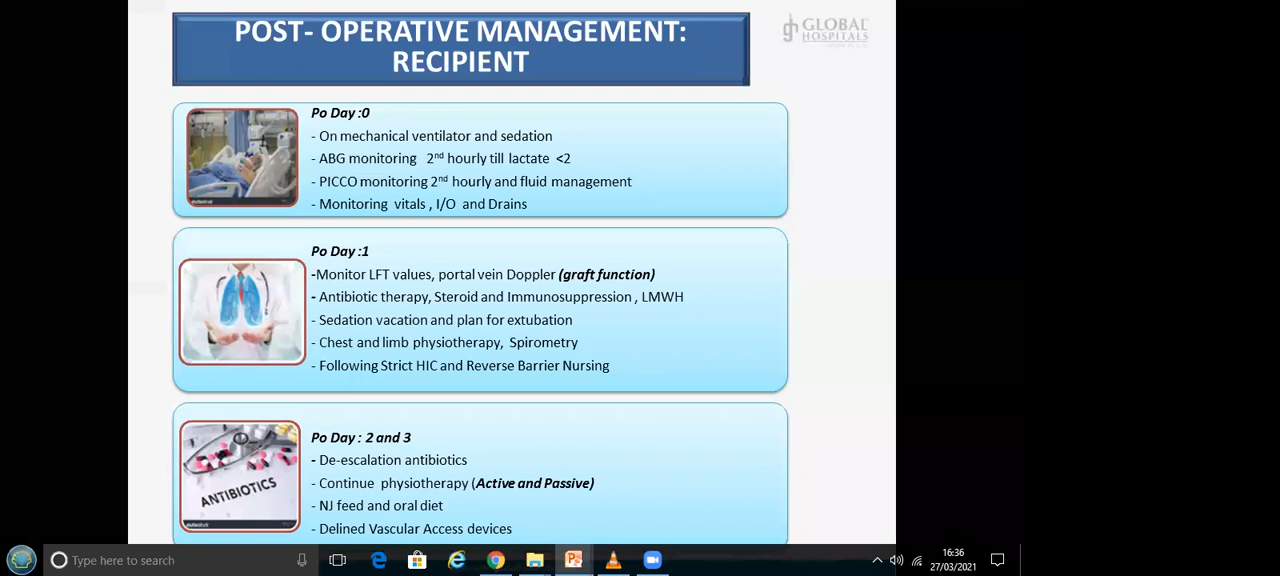 POST- OPERATIVE MANAGEMENT:
RECIPIENT
GLOBAL
HOSPITALS
Po Day :0
- On mechanical ventilator and sedation
- ABG monitoring 2nd hourly till lactate <2
- PICCO monitoring 2nd hourly and fluid management
- Monitoring vitals , I/O and Drains
Po Day :1
-Monitor LFT values, portal vein Doppler (graft function)
- Antibiotic therapy, Steroid and Immunosuppression , LMWH
- Sedation vacation and plan for extubation
- Chest and limb physiotherapy, Spirometry
- Following Strict HIC and Reverse Barrier Nursing
ANTIBIOTICS
Po Day : 2 and 3
- De-escalation antibiotics
- Continue physiotherapy (Active and Passive)
- NJ feed and oral diet
- Delined Vascular Access devices
Type here to search
16:36
27/03/2021